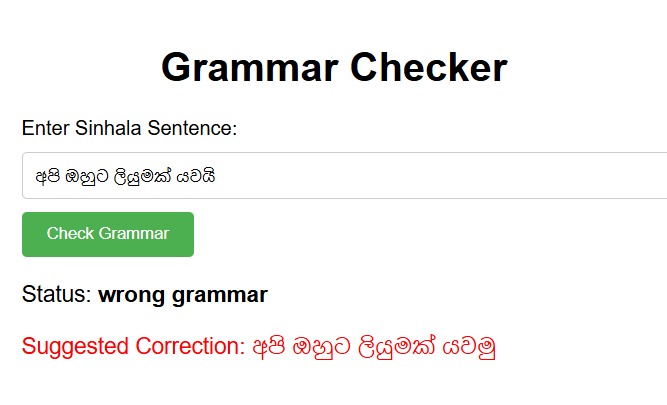 Grammar Checker
Enter Sinhala Sentence:
අපි ඔහුට ලියුමක් යවයි
Check Grammar
Status: wrong grammar
Suggested Correction: අපි ඔහුට ලියුමක් යවමු